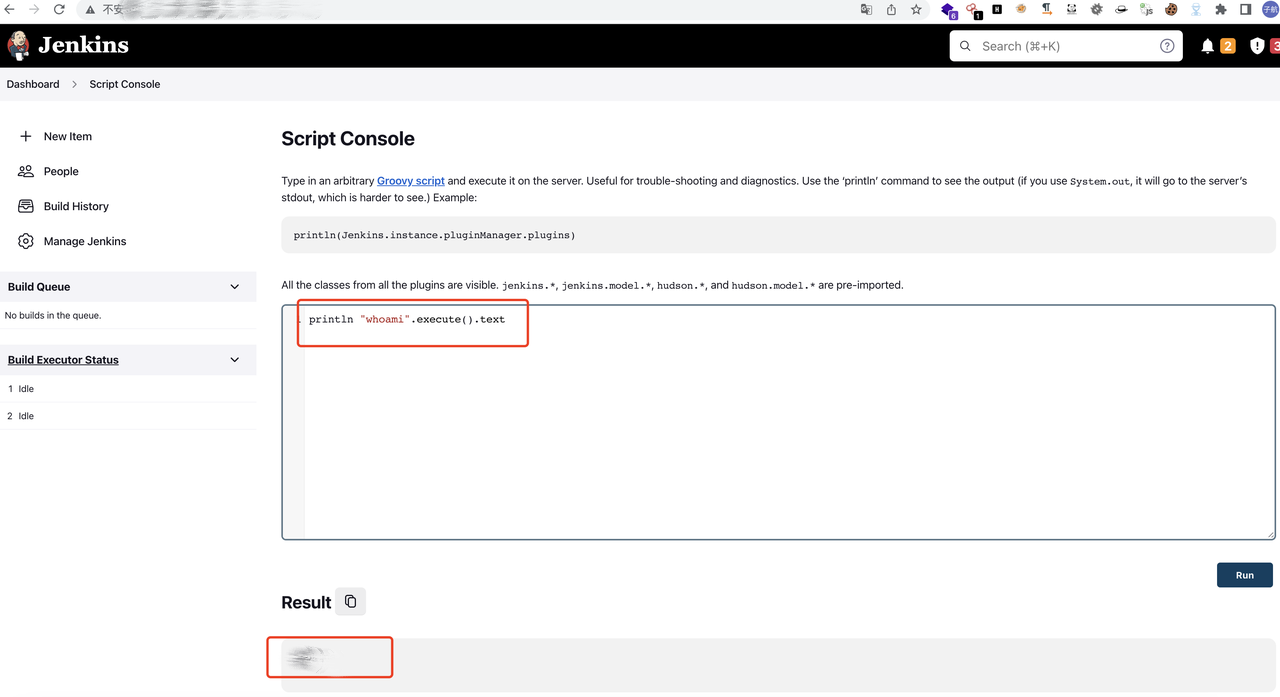 不安
6
1
H
JS
子航
Jenkins
Search (⌘+K)
?
2
3
Dashboard
Script Console
New Item
People
Build History
Manage Jenkins
Build Queue
No builds in the queue.
Build Executor Status
1 Idle
2 Idle
Script Console
Type in an arbitrary Groovy script and execute it on the server. Useful for trouble-shooting and diagnostics. Use the ‘println’ command to see the output (if you use System.out, it will go to the server’s
stdout, which is harder to see.) Example:
println(Jenkins.instance.pluginManager.plugins)
All the classes from all the plugins are visible. jenkins.*, jenkins.model.*, hudson.*, and hudson.model.* are pre-imported.
println "whoami".execute().text
Run
Result